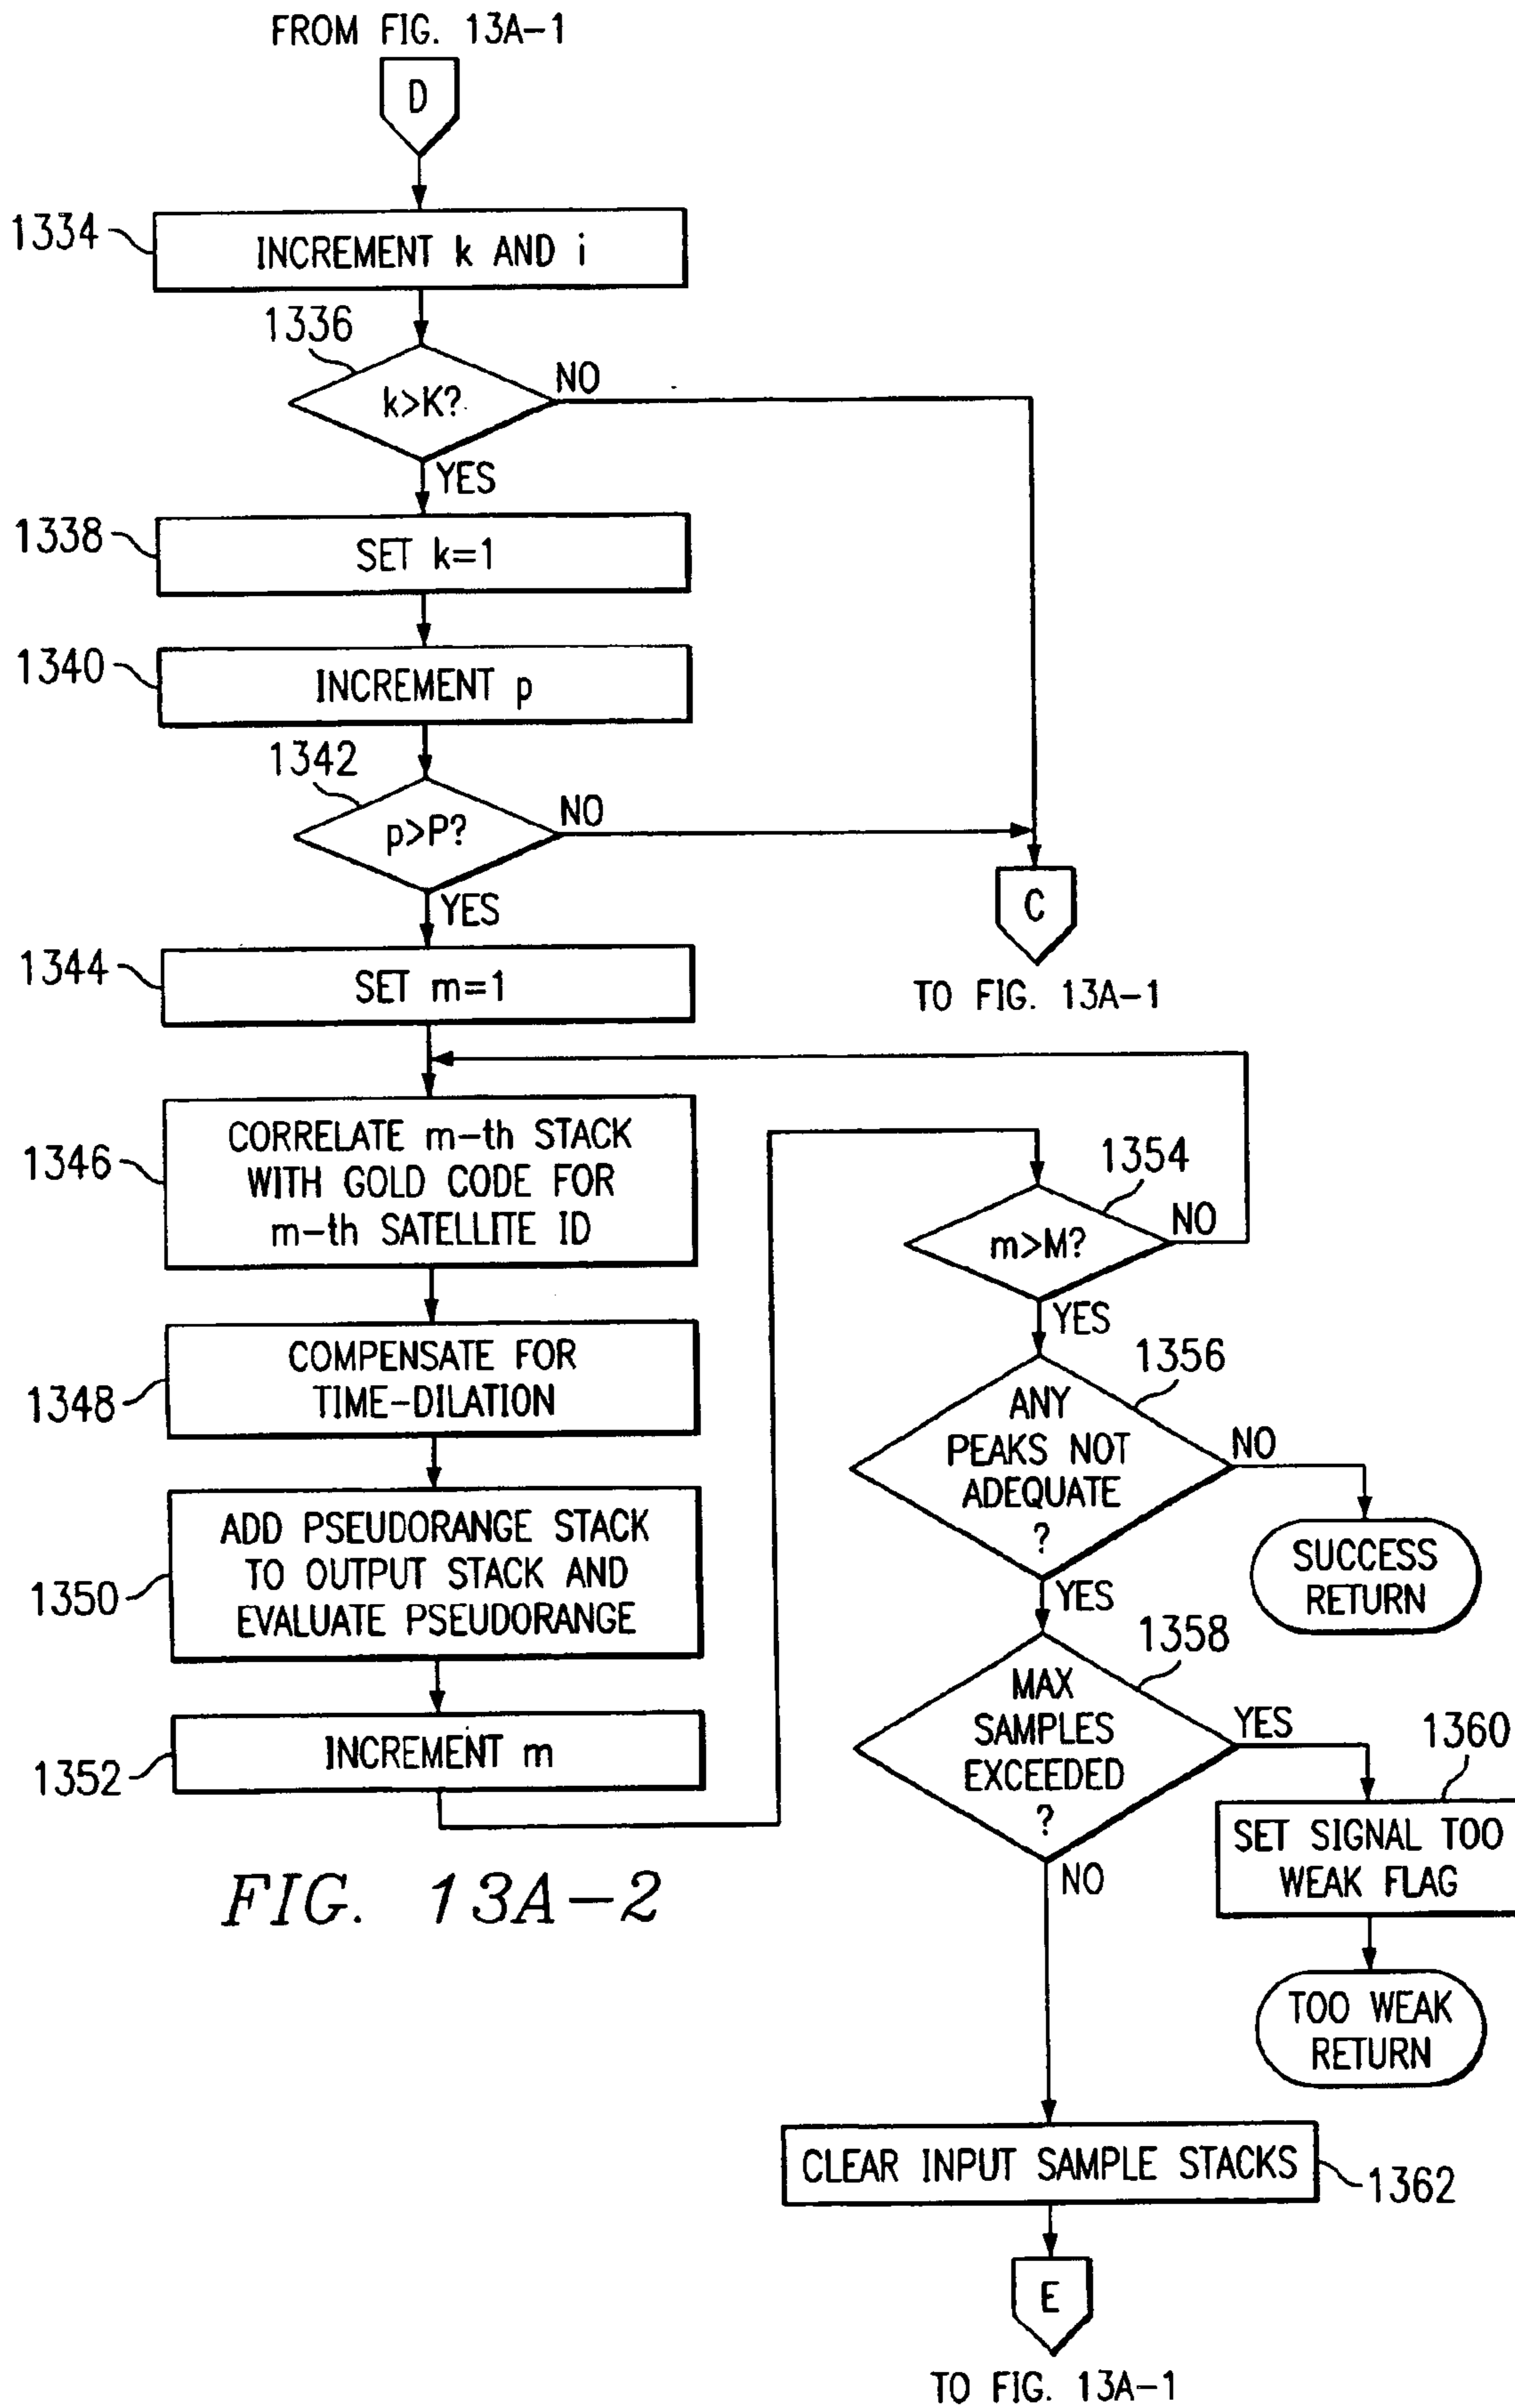 FROM FIG. 13A-1
D
1334
INCREMENT k AND i
1336
k>K?
NO
YES
1338
SET k=1
1340
INCREMENT p
1342
p>P?
NO
YES
C
TO FIG. 13A-1
1344
SET m=1
1346
CORRELATE m-th STACK
WITH GOLD CODE FOR
m-th SATELLITE ID
1348
COMPENSATE FOR
TIME-DILATION
1350
ADD PSEUDORANGE STACK
TO OUTPUT STACK AND
EVALUATE PSEUDORANGE
1352
INCREMENT m
1354
m>M?
NO
YES
1356
ANY
PEAKS NOT
ADEQUATE
?
NO
SUCCESS
RETURN
YES
1358
MAX
SAMPLES
EXCEEDED
?
YES
1360
SET SIGNAL TOO
WEAK FLAG
TOO WEAK
RETURN
NO
CLEAR INPUT SAMPLE STACKS
1362
E
TO FIG. 13A-1
FIG. 13A-2